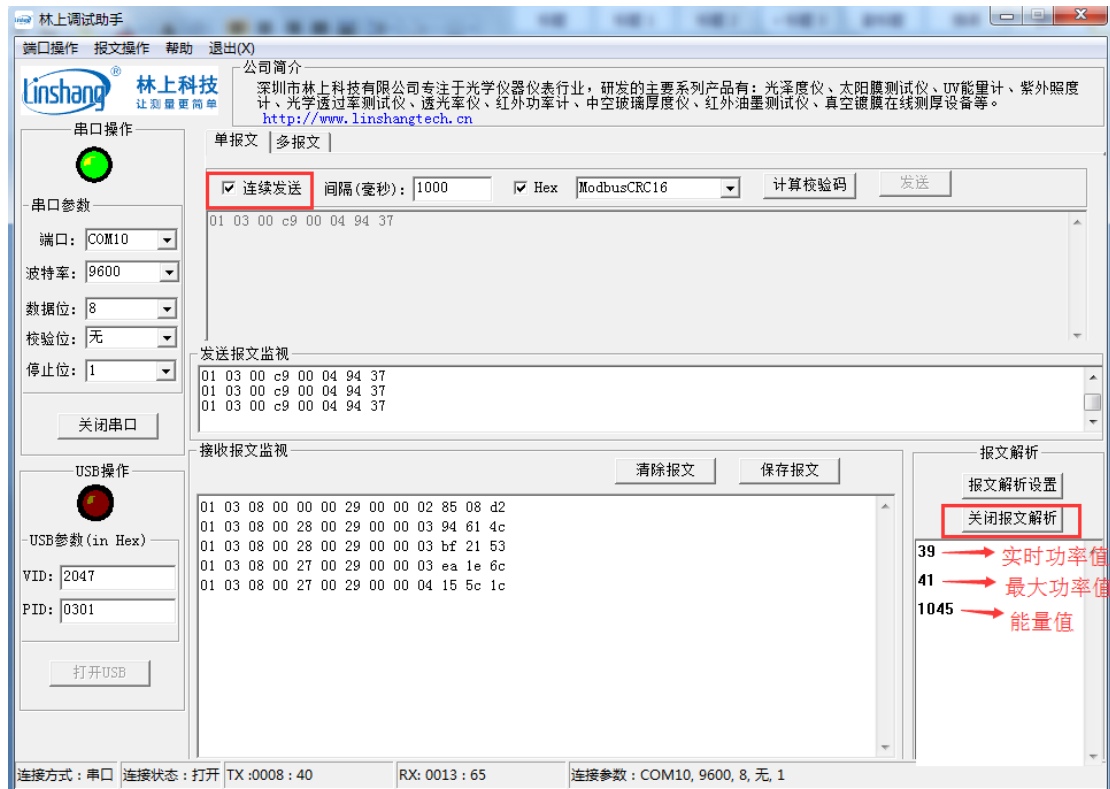 林上调试助手
端口操作 报文操作 帮助 退出(X)
Linshang® 林上科技
让测量更简单
公司简介
深圳市林上科技有限公司专注于光学仪器仪表行业，研发的主要系列产品有：光泽度仪、太阳膜测试仪、UV能量计、紫外照度
计、光学透过率测试仪、透光率仪、红外功率计、中空玻璃厚度仪、红外油墨测试仪、真空镀膜在线测厚设备等。
http://www.linshangtech.cn
串口操作
单报文 多报文
连续发送 间隔(毫秒): 1000 Hex ModbusCRC16 计算校验码 发送
01 03 00 c9 00 04 94 37
串口参数
端口: COM10
波特率: 9600
数据位: 8
校验位: 无
停止位: 1
关闭串口
发送报文监视
01 03 00 c9 00 04 94 37
01 03 00 c9 00 04 94 37
01 03 00 c9 00 04 94 37
接收报文监视
清除报文 保存报文
01 03 08 00 00 00 29 00 00 02 85 08 d2
01 03 08 00 28 00 29 00 00 03 94 61 4c
01 03 08 00 28 00 29 00 00 03 bf 21 53
01 03 08 00 27 00 29 00 00 03 ea 1e 6c
01 03 08 00 27 00 29 00 00 04 15 5c 1c
报文解析
报文解析设置
关闭报文解析
39 实时功率值
41 最大功率值
1045 能量值
USB操作
USB参数(in Hex)
VID: 2047
PID: 0301
打开USB
连接方式：串口 连接状态：打开 TX :0008 : 40 RX: 0013 : 65 连接参数：COM10, 9600, 8, 无, 1